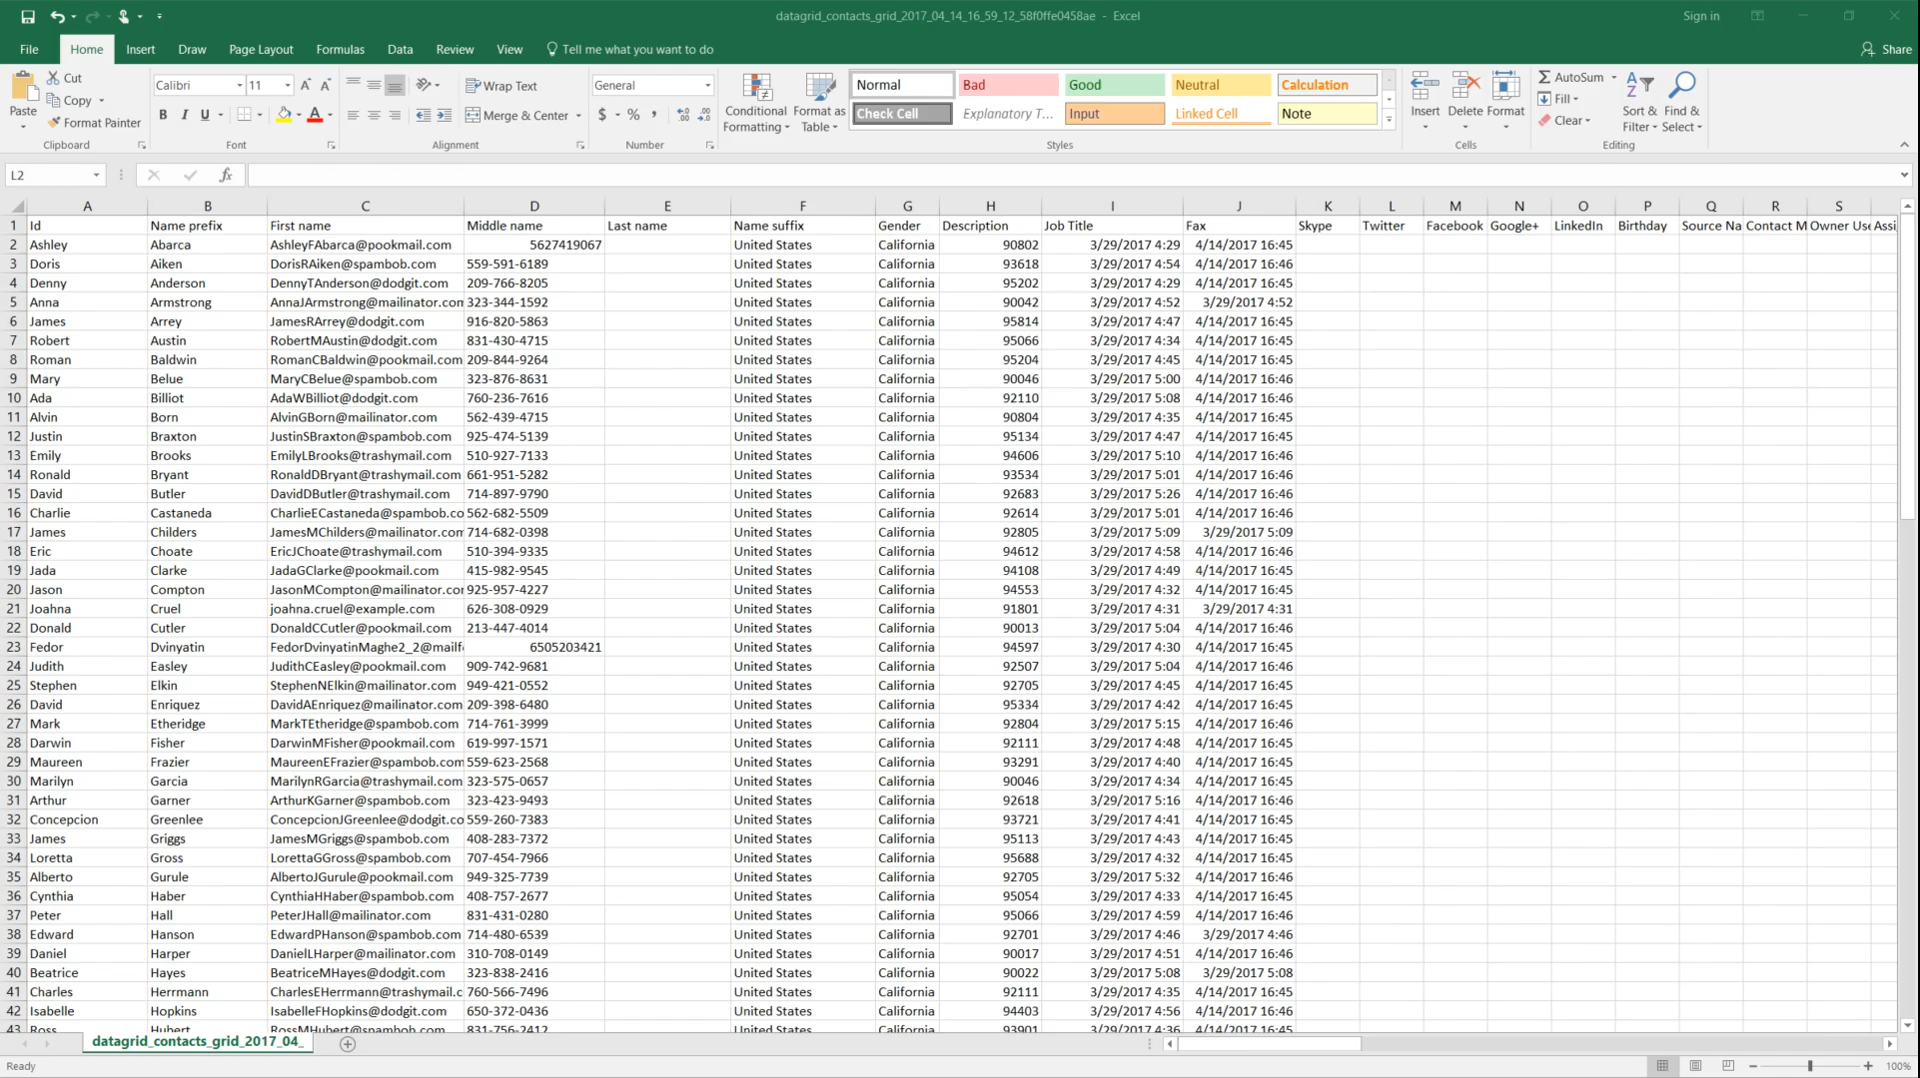 datagrid_contacts_grid_2017_04_14_16_59_12_58f0ffe0458ae - Excel
Sign in
File Home Insert Draw Page Layout Formulas Data Review View Tell me what you want to do
Share
Paste
Cut
Copy
Format Painter
Clipboard
Calibri 11
B I U
Font
Wrap Text
Merge & Center
Alignment
General
$ % ,
Number
Conditional Formatting
Format as Table
Normal Bad Good Neutral Calculation
Check Cell Explanatory T... Input Linked Cell Note
Styles
Insert Delete Format
Cells
AutoSum
Fill
Clear
Sort & Filter
Find & Select
Editing
L2 fx
A B C D E F G H I J K L M N O P Q R S
1 Id Name prefix First name Middle name Last name Name suffix Gender Description Job Title Fax Skype Twitter Facebook Google+ LinkedIn Birthday Source Na Contact M Owner Use Assi
2 Ashley Abarca AshleyFAbarca@pookmail.com 5627419067 United States California 90802 3/29/2017 4:29 4/14/2017 16:45
3 Doris Aiken DorisRAiken@spambob.com 559-591-6189 United States California 93618 3/29/2017 4:54 4/14/2017 16:46
4 Denny Anderson DennyTAnderson@dodgit.com 209-766-8205 United States California 95202 3/29/2017 4:29 4/14/2017 16:45
5 Anna Armstrong AnnaJArmstrong@mailinator.com 323-344-1592 United States California 90042 3/29/2017 4:52 3/29/2017 4:52
6 James Arrey JamesRArrey@dodgit.com 916-820-5863 United States California 95814 3/29/2017 4:47 4/14/2017 16:45
7 Robert Austin RobertMAustin@dodgit.com 831-430-4715 United States California 95066 3/29/2017 4:34 4/14/2017 16:45
8 Roman Baldwin RomanCBaldwin@pookmail.com 209-844-9264 United States California 95204 3/29/2017 4:45 4/14/2017 16:45
9 Mary Belue MaryCBelue@spambob.com 323-876-8631 United States California 90046 3/29/2017 5:00 4/14/2017 16:46
10 Ada Billiot AdaWBilliot@dodgit.com 760-236-7616 United States California 92110 3/29/2017 5:08 4/14/2017 16:46
11 Alvin Born AlvinGBorn@mailinator.com 562-439-4715 United States California 90804 3/29/2017 4:35 4/14/2017 16:46
12 Justin Braxton JustinSBraxton@spambob.com 925-474-5139 United States California 95134 3/29/2017 4:47 4/14/2017 16:45
13 Emily Brooks EmilyLBrooks@trashymail.com 510-927-7133 United States California 94606 3/29/2017 5:10 4/14/2017 16:45
14 Ronald Bryant RonaldDBryant@trashymail.com 661-951-5282 United States California 93534 3/29/2017 5:01 4/14/2017 16:46
15 David Butler DavidDButler@trashymail.com 714-897-9790 United States California 92683 3/29/2017 5:26 4/14/2017 16:46
16 Charlie Castaneda CharlieECastaneda@spambob.co 562-682-5509 United States California 92614 3/29/2017 5:01 4/14/2017 16:46
17 James Childers JamesMChilders@mailinator.com 714-682-0398 United States California 92805 3/29/2017 5:09 3/29/2017 5:09
18 Eric Choate EricJChoate@trashymail.com 510-394-9335 United States California 94612 3/29/2017 4:58 4/14/2017 16:46
19 Jada Clarke JadaGClarke@pookmail.com 415-982-9545 United States California 94108 3/29/2017 4:49 4/14/2017 16:45
20 Jason Compton JasonMCompton@mailinator.co 925-957-4227 United States California 94553 3/29/2017 4:32 4/14/2017 16:46
21 Joahna Cruel joahna.cruel@example.com 626-308-0929 United States California 91801 3/29/2017 4:31 3/29/2017 4:31
22 Donald Cutler DonaldCCutler@pookmail.com 213-447-4014 United States California 90013 3/29/2017 5:04 4/14/2017 16:46
23 Fedor Dvinyatin FedorDvinyatinMaghe2_2@mailf 6505203421 United States California 94597 3/29/2017 4:30 4/14/2017 16:45
24 Judith Easley JudithCEasley@pookmail.com 909-742-9681 United States California 92507 3/29/2017 5:04 4/14/2017 16:46
25 Stephen Elkin StephenNElkin@mailinator.com 949-421-0552 United States California 92705 3/29/2017 4:45 4/14/2017 16:45
26 David Enriquez DavidAEnriquez@mailinator.com 209-398-6480 United States California 95334 3/29/2017 4:42 4/14/2017 16:45
27 Mark Etheridge MarkTEtheridge@spambob.com 714-761-3999 United States California 92804 3/29/2017 5:15 4/14/2017 16:46
28 Darwin Fisher DarwinMFisher@pookmail.com 619-997-1571 United States California 92111 3/29/2017 4:48 4/14/2017 16:45
29 Maureen Frazier MaureenEFrazier@spambob.com 559-623-2568 United States California 93291 3/29/2017 4:40 4/14/2017 16:45
30 Marilyn Garcia MarilynRGarcia@trashymail.com 323-575-0657 United States California 90046 3/29/2017 4:34 4/14/2017 16:45
31 Arthur Garner ArthurKGarner@spambob.com 323-423-9493 United States California 92618 3/29/2017 5:16 4/14/2017 16:46
32 Concepcion Greenlee ConcepcionJGreenlee@dodgit.co 559-260-7383 United States California 93721 3/29/2017 4:41 4/14/2017 16:46
33 James Griggs JamesMGriggs@spambob.com 408-283-7372 United States California 95113 3/29/2017 4:43 4/14/2017 16:45
34 Loretta Gross LorettaGGross@spambob.com 707-454-7966 United States California 95688 3/29/2017 4:32 4/14/2017 16:45
35 Alberto Gurule AlbertoJGurule@pookmail.com 949-325-7739 United States California 92705 3/29/2017 5:32 4/14/2017 16:46
36 Cynthia Haber CynthiaHHaber@spambob.com 408-757-2677 United States California 95054 3/29/2017 4:33 4/14/2017 16:45
37 Peter Hall PeterJHall@mailinator.com 831-431-0280 United States California 95066 3/29/2017 4:59 4/14/2017 16:46
38 Edward Hanson EdwardPHanson@spambob.com 714-480-6539 United States California 92701 3/29/2017 4:46 3/29/2017 4:46
39 Daniel Harper DanielLHarper@mailinator.com 310-708-0149 United States California 90017 3/29/2017 4:51 4/14/2017 16:46
40 Beatrice Hayes BeatriceMHayes@dodgit.com 323-838-2416 United States California 90022 3/29/2017 5:08 3/29/2017 5:08
41 Charles Herrmann CharlesEHerrmann@trashymail.c 760-566-7496 United States California 92111 3/29/2017 4:35 4/14/2017 16:45
42 Isabelle Hopkins IsabelleFHopkins@dodgit.com 650-372-0436 United States California 94403 3/29/2017 4:56 4/14/2017 16:46
43 Ross Hubert RossMHubert@spambob.com 831-756-2412 United States California 93901 3/29/2017 4:36 4/14/2017 16:45
datagrid_contacts_grid_2017_04_
Ready
100%